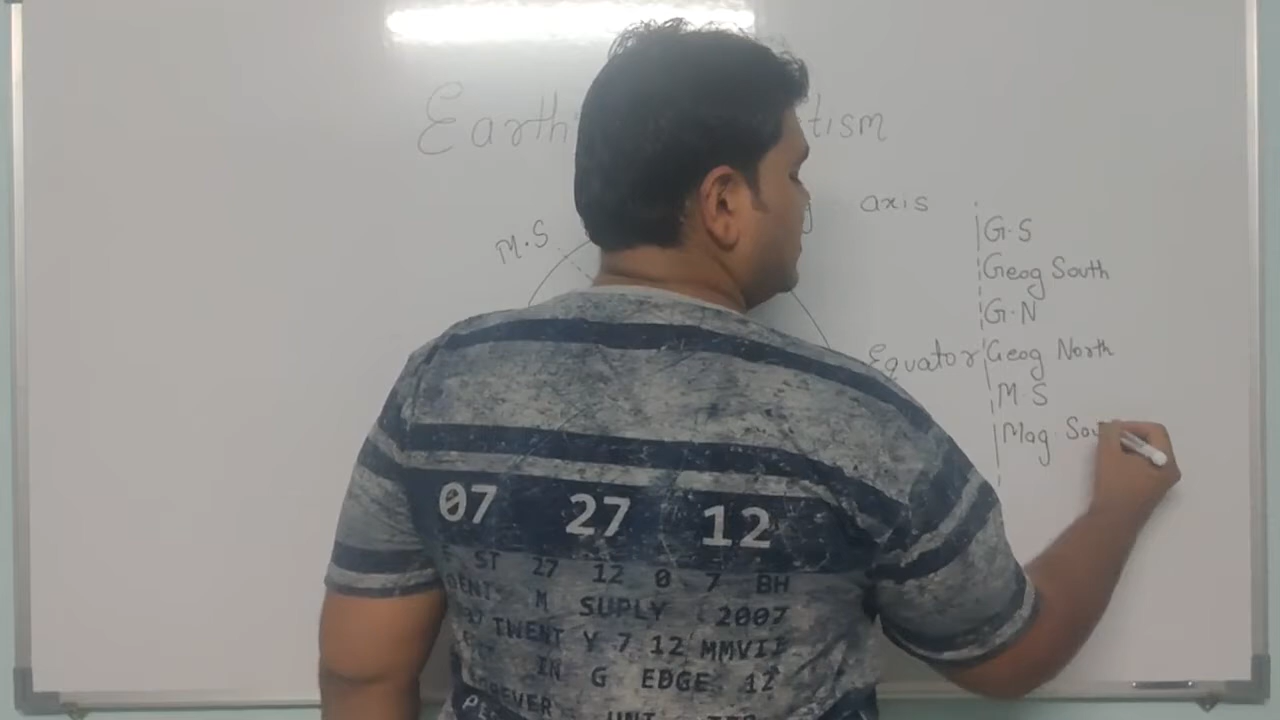 Earth tism
axis
M.S
G.S
Geog South
G.N
Equator Geog North
M.S
Mag. Sou
07 27 12
ST 27 12 0 7 BH
M SUPLY 2007
TWENT Y 7 12 MMVII
IN G EDGE 12